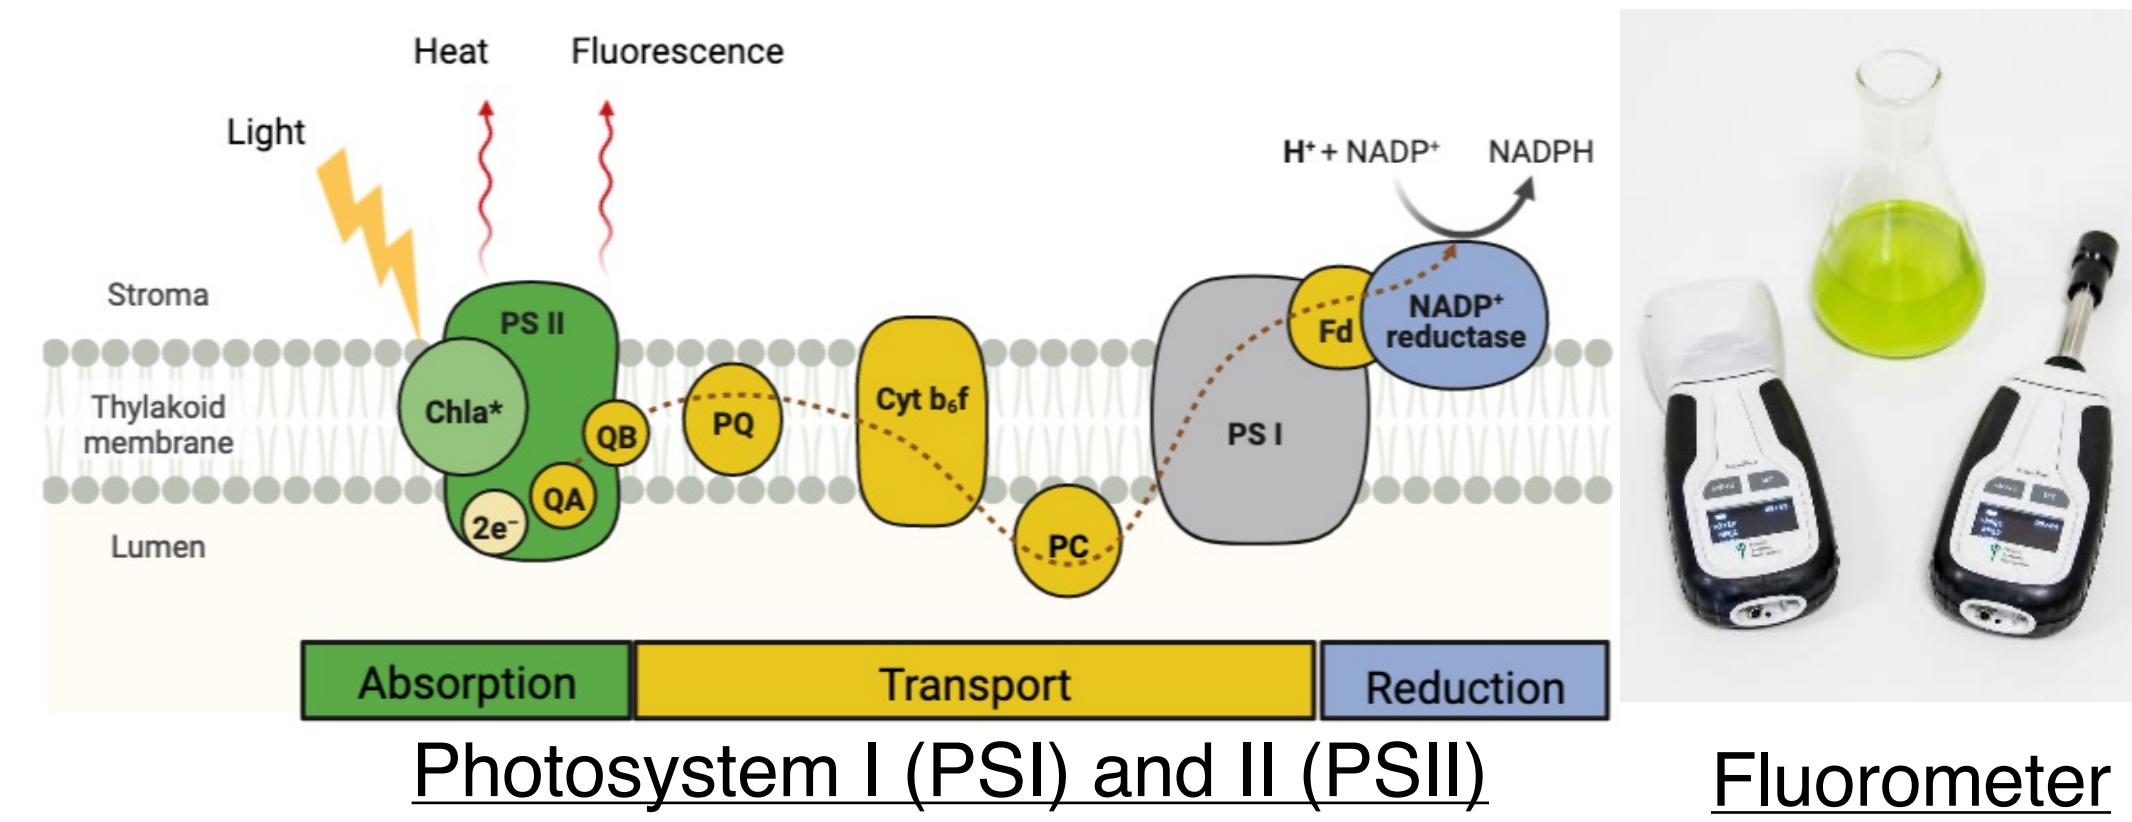 Heat
Fluorescence
Light
H⁺ + NADP⁺
NADPH
Stroma
PS II
NADP⁺
reductase
Fd
Thylakoid
membrane
Chla*
QB
PQ
Cyt b₆f
PS I
QA
2e⁻
Lumen
PC
Absorption
Transport
Reduction
Photosystem I (PSI) and II (PSII)
Fluorometer